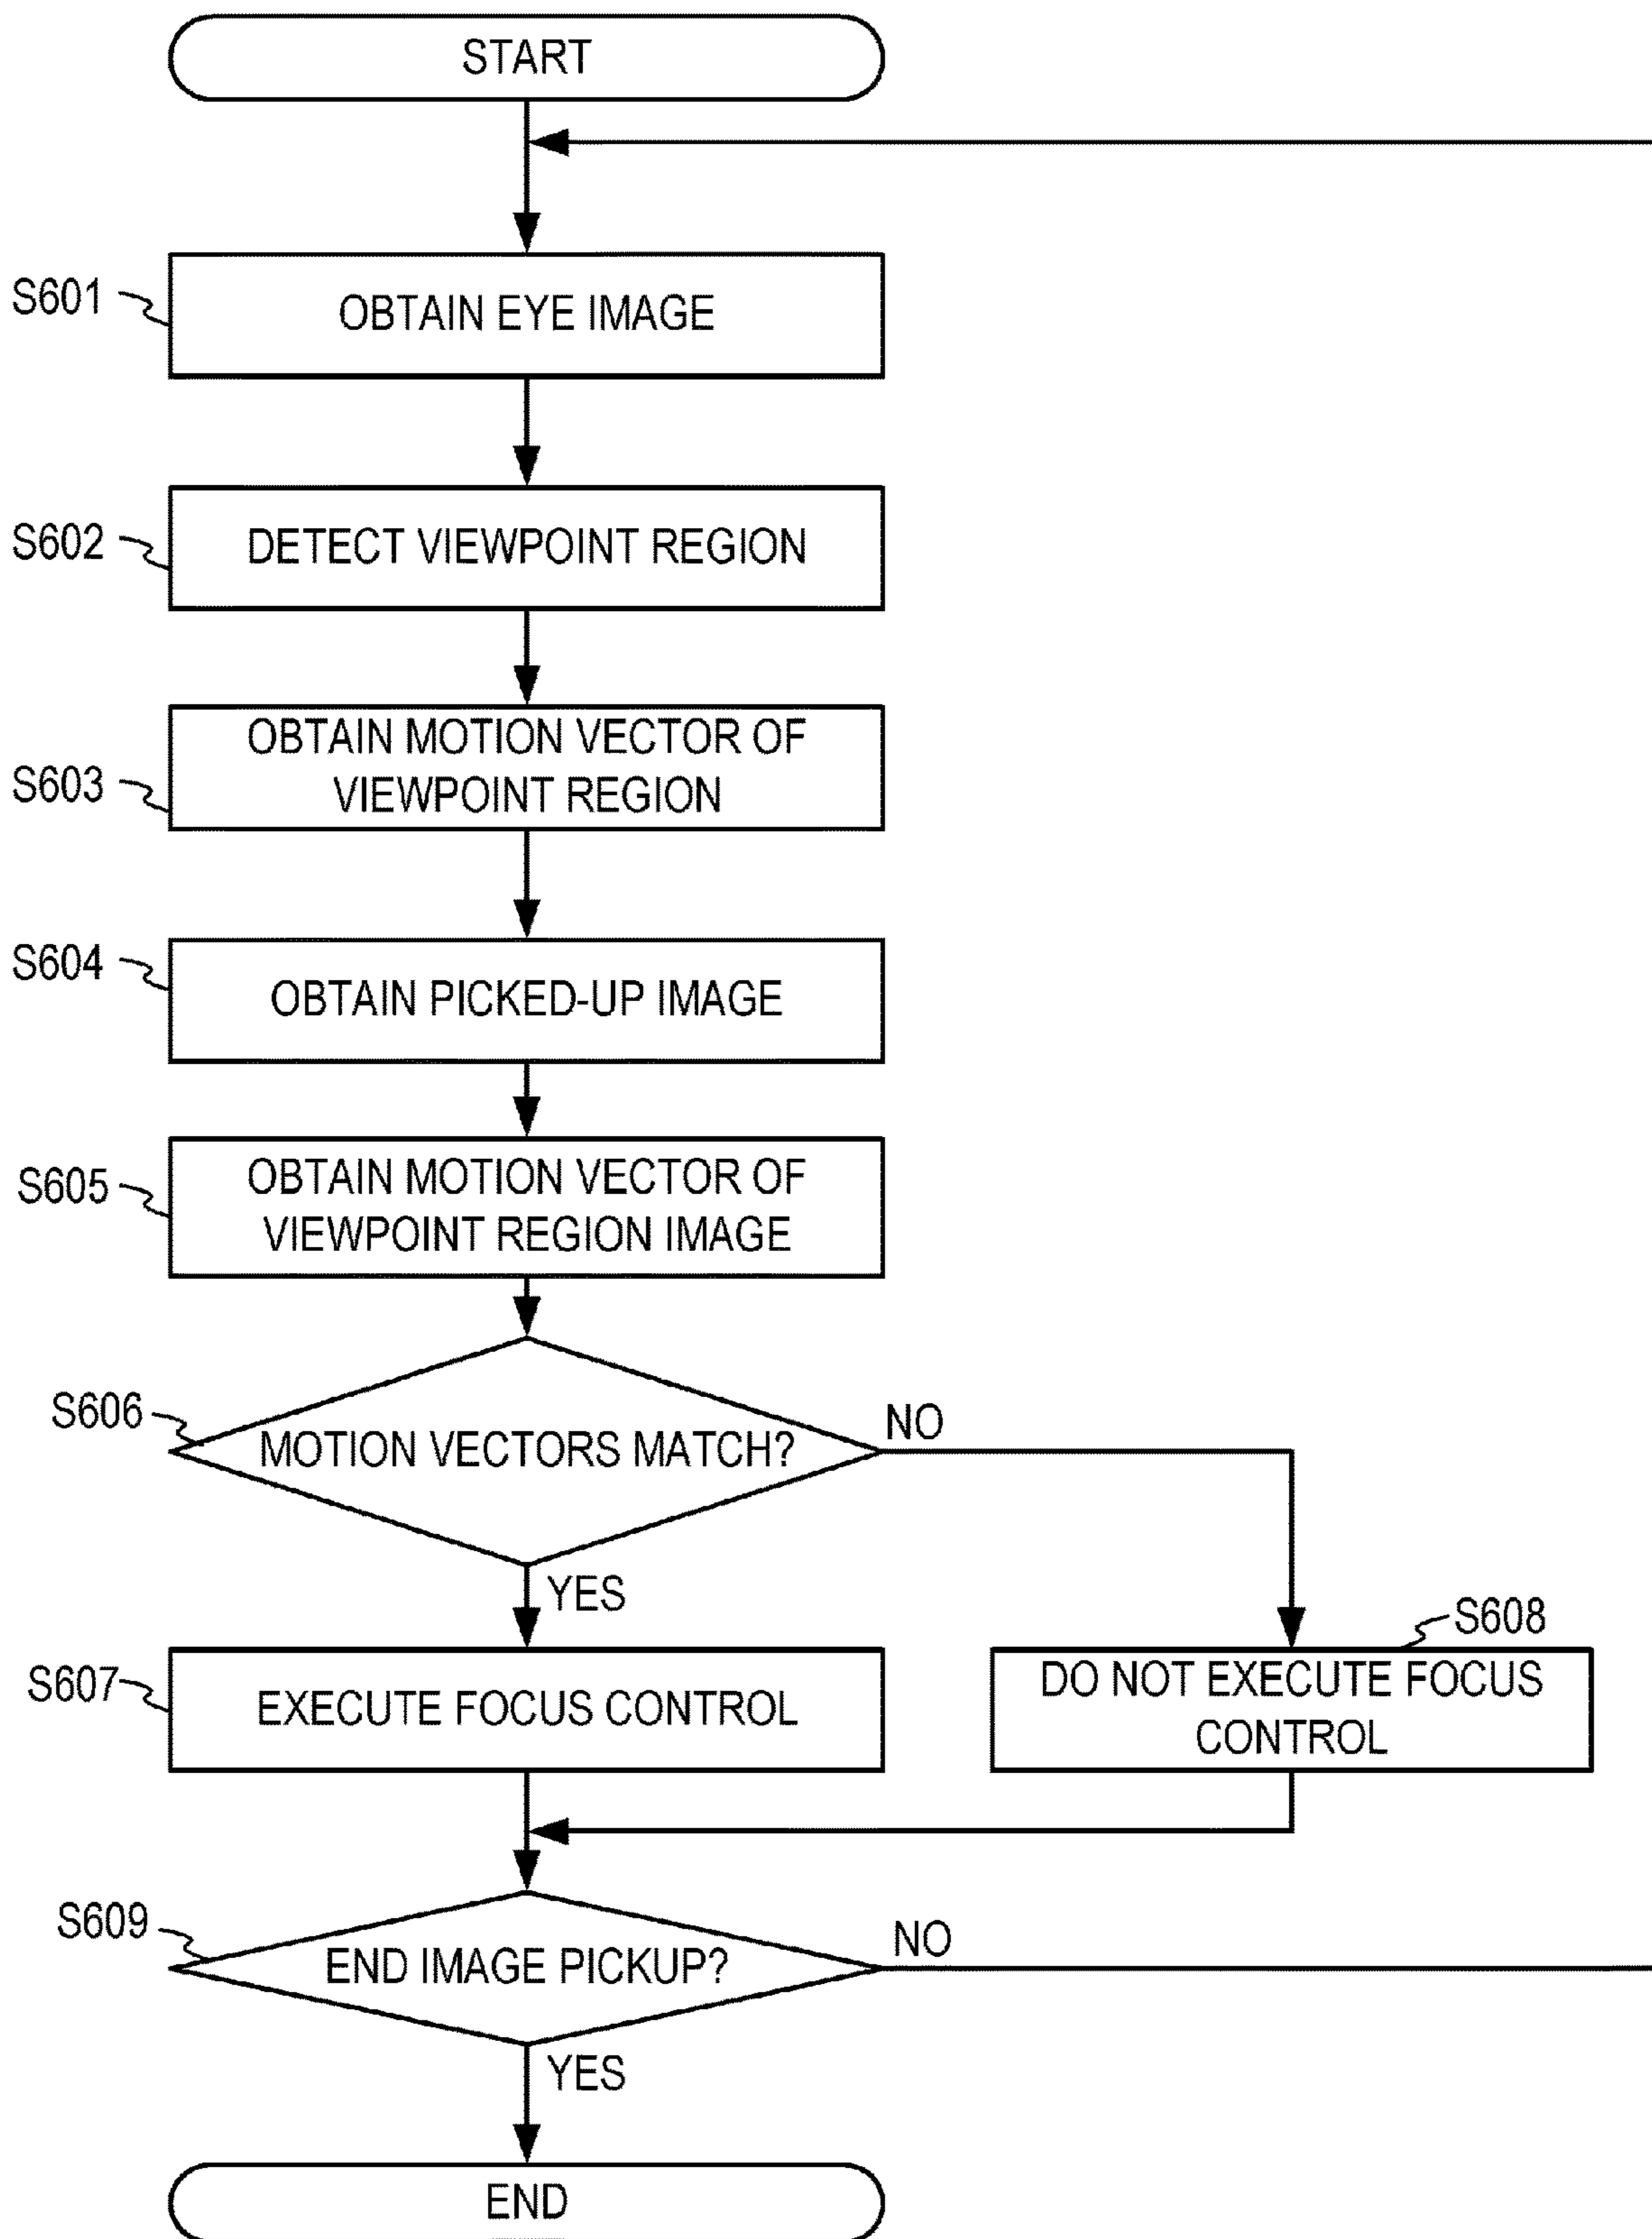 START
S601
OBTAIN EYE IMAGE
S602
DETECT VIEWPOINT REGION
S603
OBTAIN MOTION VECTOR OF
VIEWPOINT REGION
S604
OBTAIN PICKED-UP IMAGE
S605
OBTAIN MOTION VECTOR OF
VIEWPOINT REGION IMAGE
S606
MOTION VECTORS MATCH?
NO
YES
S607
EXECUTE FOCUS CONTROL
S608
DO NOT EXECUTE FOCUS
CONTROL
S609
END IMAGE PICKUP?
NO
YES
END